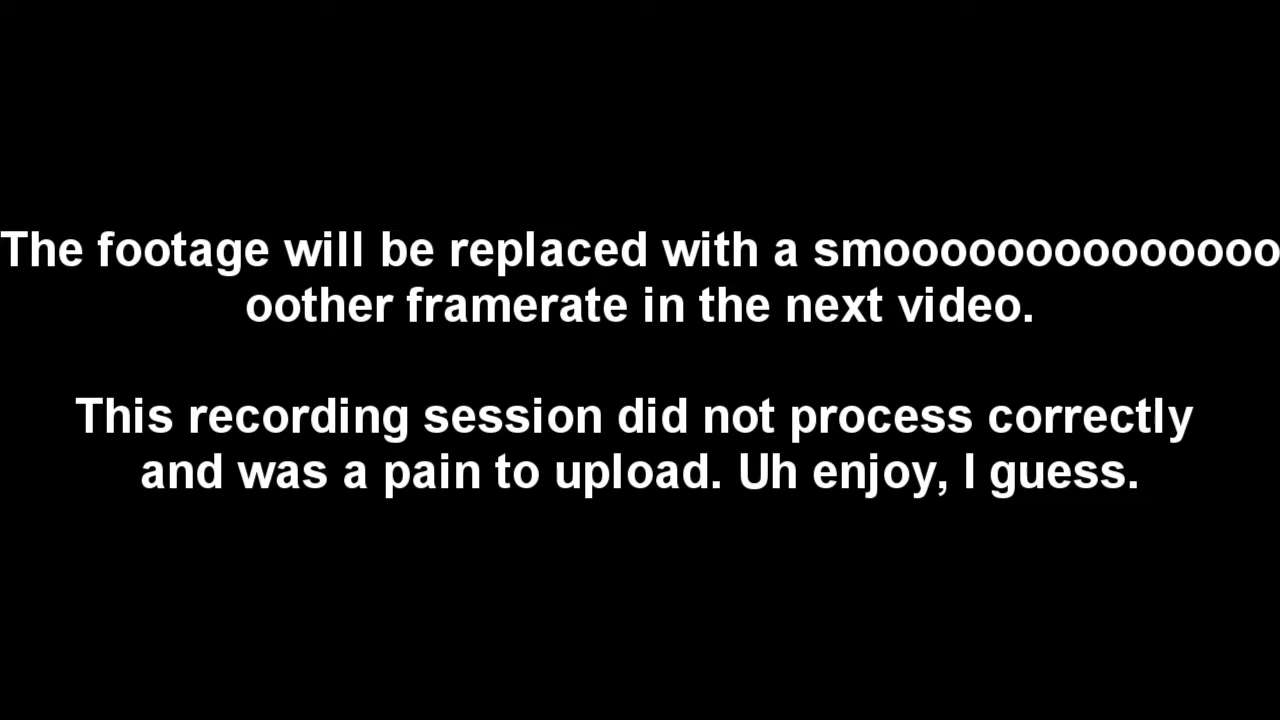 The footage will be replaced with a smoooooooooooooo
oother framerate in the next video.
This recording session did not process correctly
and was a pain to upload. Uh enjoy, I guess.